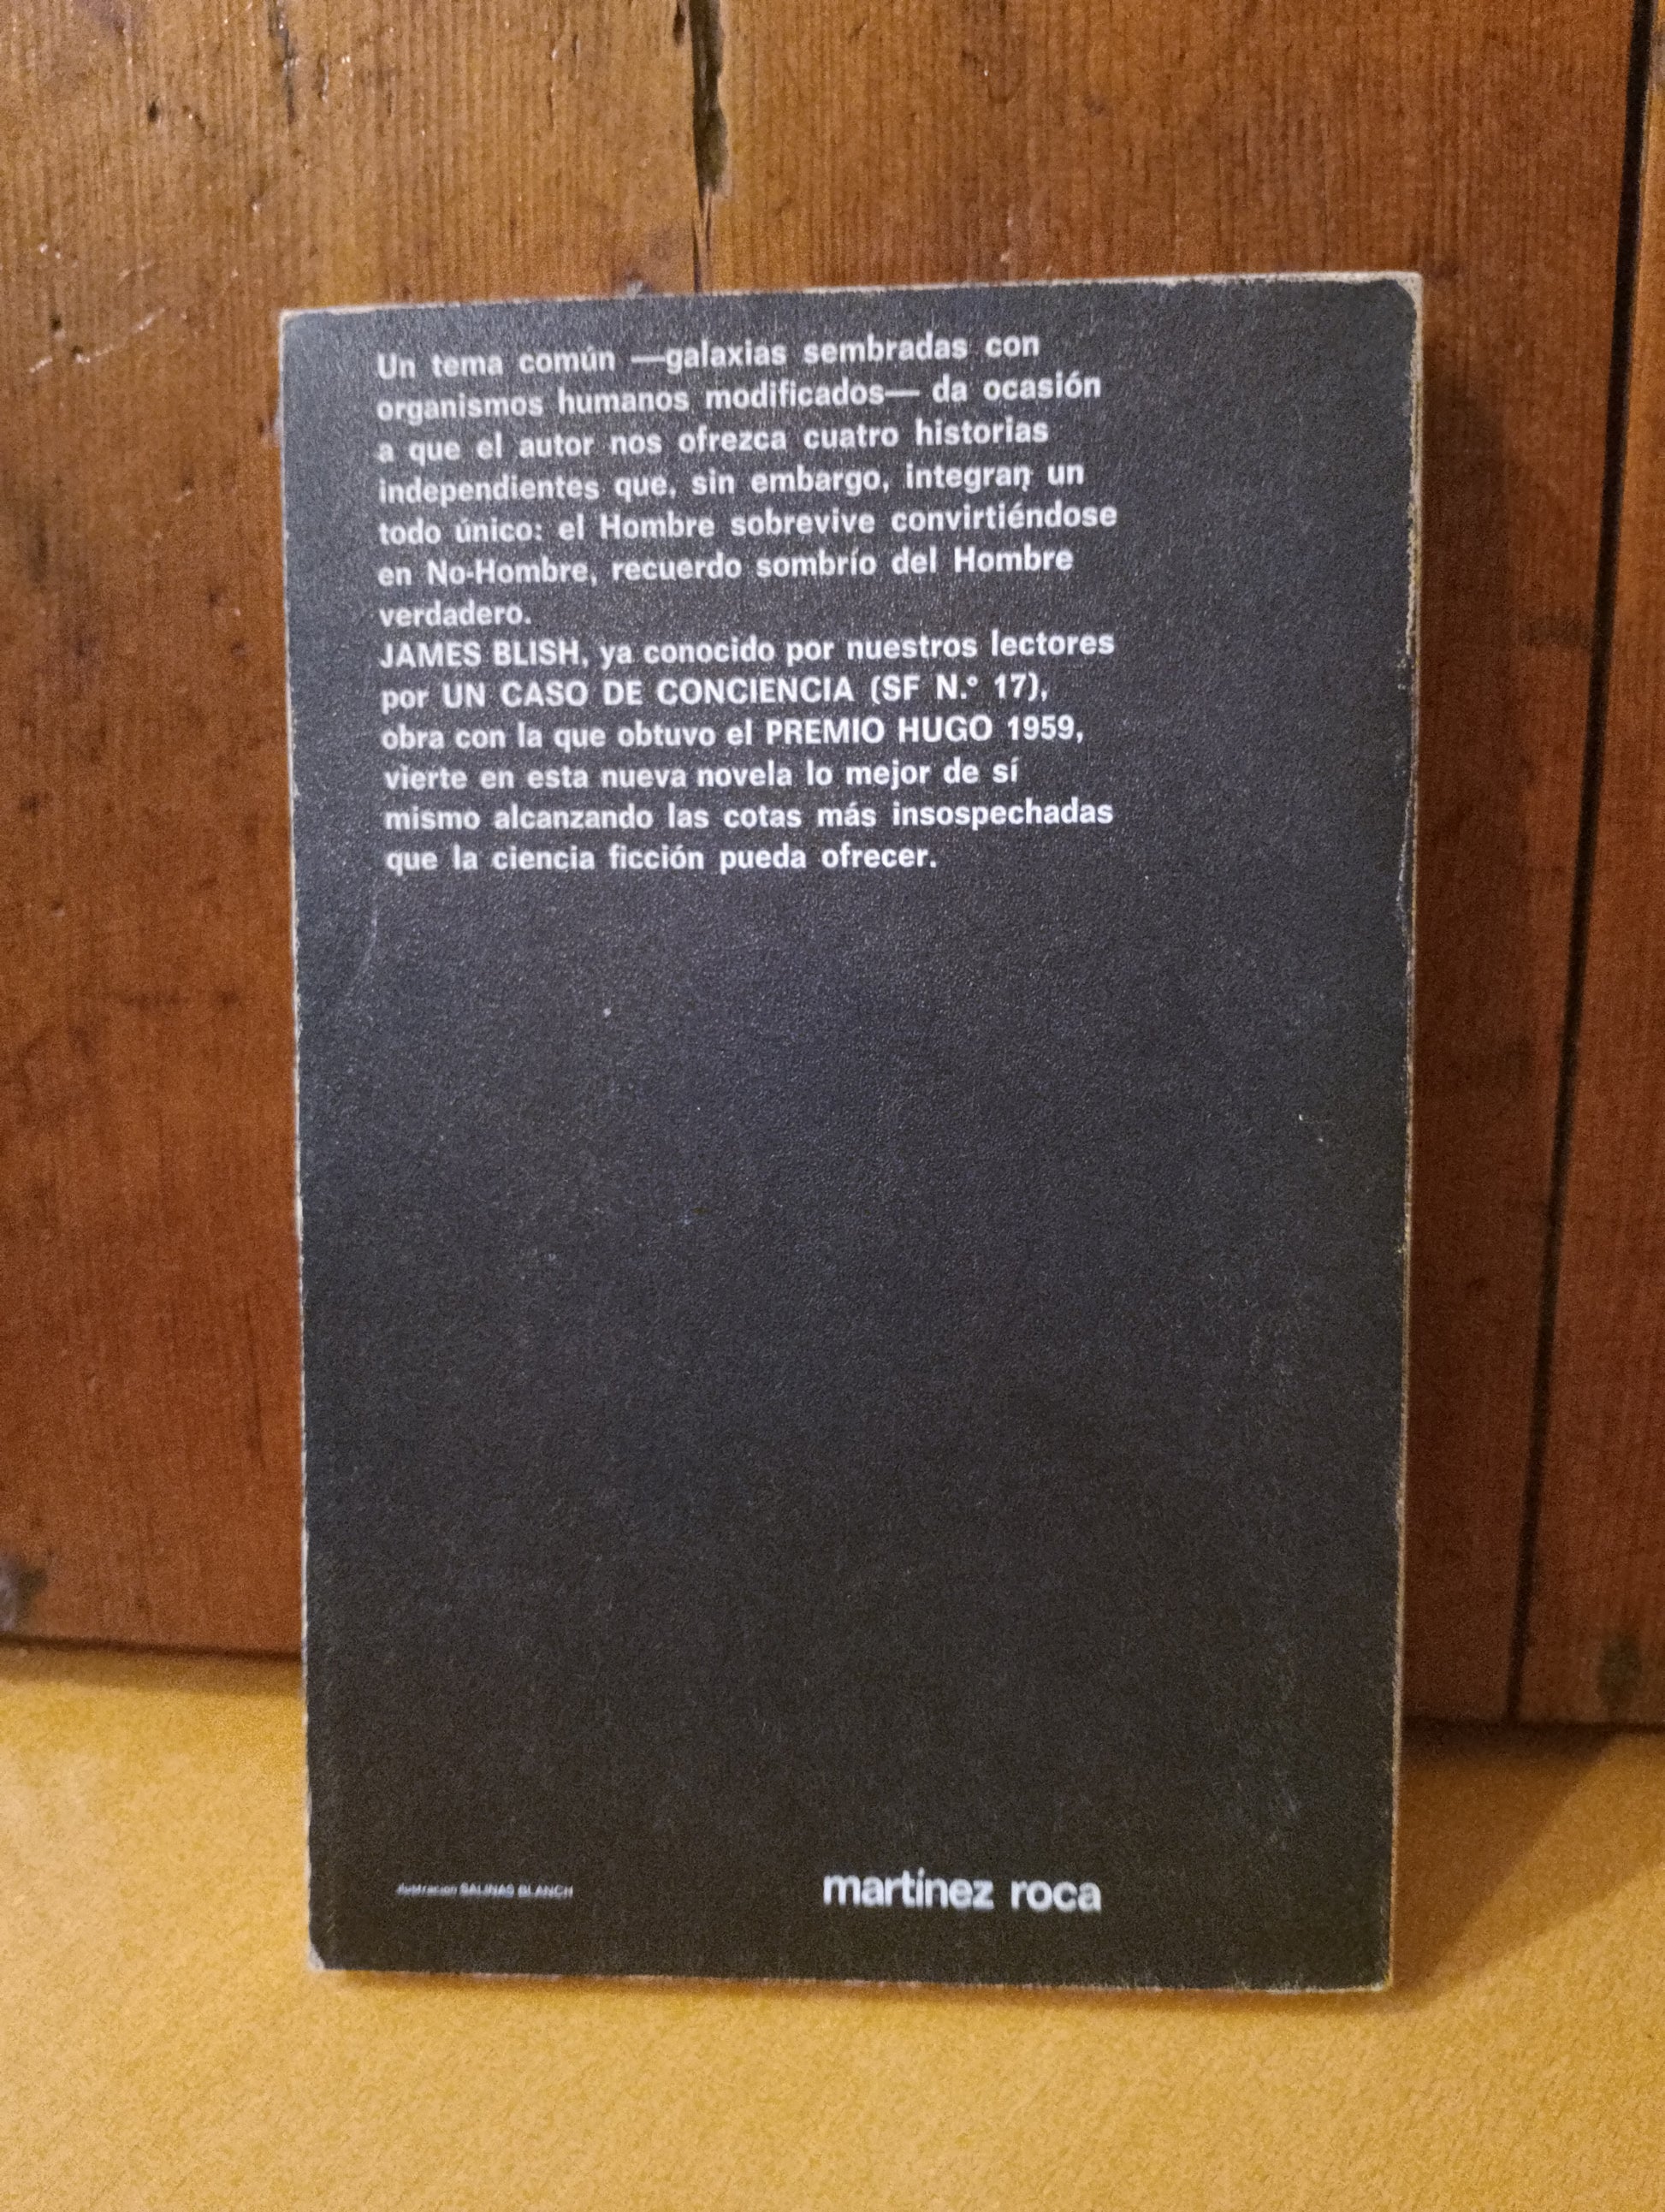 Un tema común —galaxias sembradas con
organismos humanos modificados— da ocasión
a que el autor nos ofrezca cuatro historias
independientes que, sin embargo, integran un
todo único: el Hombre sobrevive convirtiéndose
en No-Hombre, recuerdo sombrío del Hombre
verdadero.
JAMES BLISH, ya conocido por nuestros lectores
por UN CASO DE CONCIENCIA (SF N.º 17),
obra con la que obtuvo el PREMIO HUGO 1959,
vierte en esta nueva novela lo mejor de sí
mismo alcanzando las cotas más insospechadas
que la ciencia ficción pueda ofrecer.
ilustración SALINAS BLANCH
martínez roca